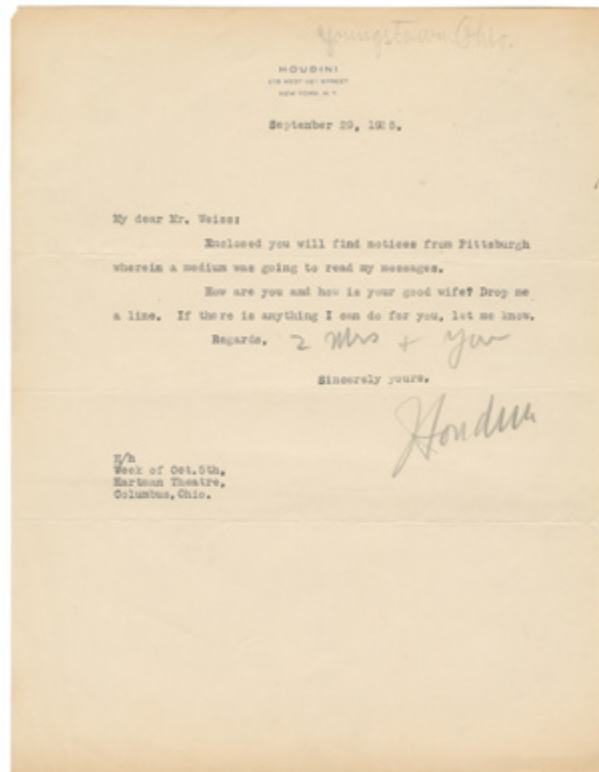 Youngstown, Ohio.
HOUDINI
278 WEST 113TH STREET
NEW YORK, N. Y.
September 29, 1925.
My dear Mr. Weiss:
Enclosed you will find notices from Pittsburgh
wherein a medium was going to read my messages.
How are you and how is your good wife? Drop me
a line. If there is anything I can do for you, let me know.
Regards, 2 Mrs + You
Sincerely yours,
Houdini
H/h
Week of Oct.5th,
Hartman Theatre,
Columbus,Ohio.